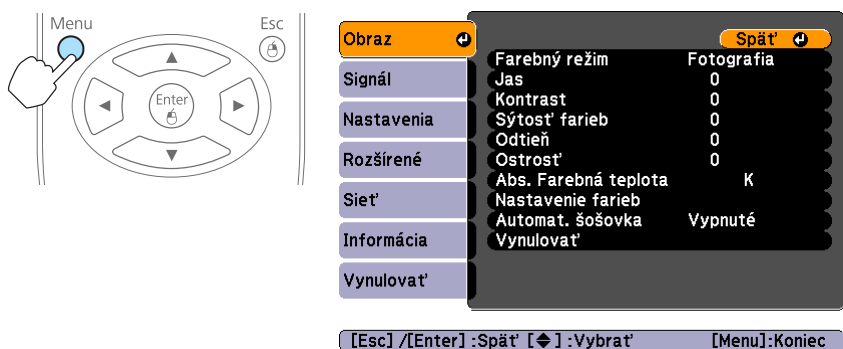 Menu
Esc
Enter
Obraz
Signál
Nastavenia
Rozšírené
Sieť
Informácia
Vynulovať
Späť
Farebný režim Fotografia
Jas 0
Kontrast 0
Sýtosť farieb 0
Odtieň 0
Ostrosť 0
Abs. Farebná teplota K
Nastavenie farieb
Automat. šošovka Vypnuté
Vynulovať
[Esc] /[Enter] :Späť [◆] :Vybrať [Menu]:Koniec